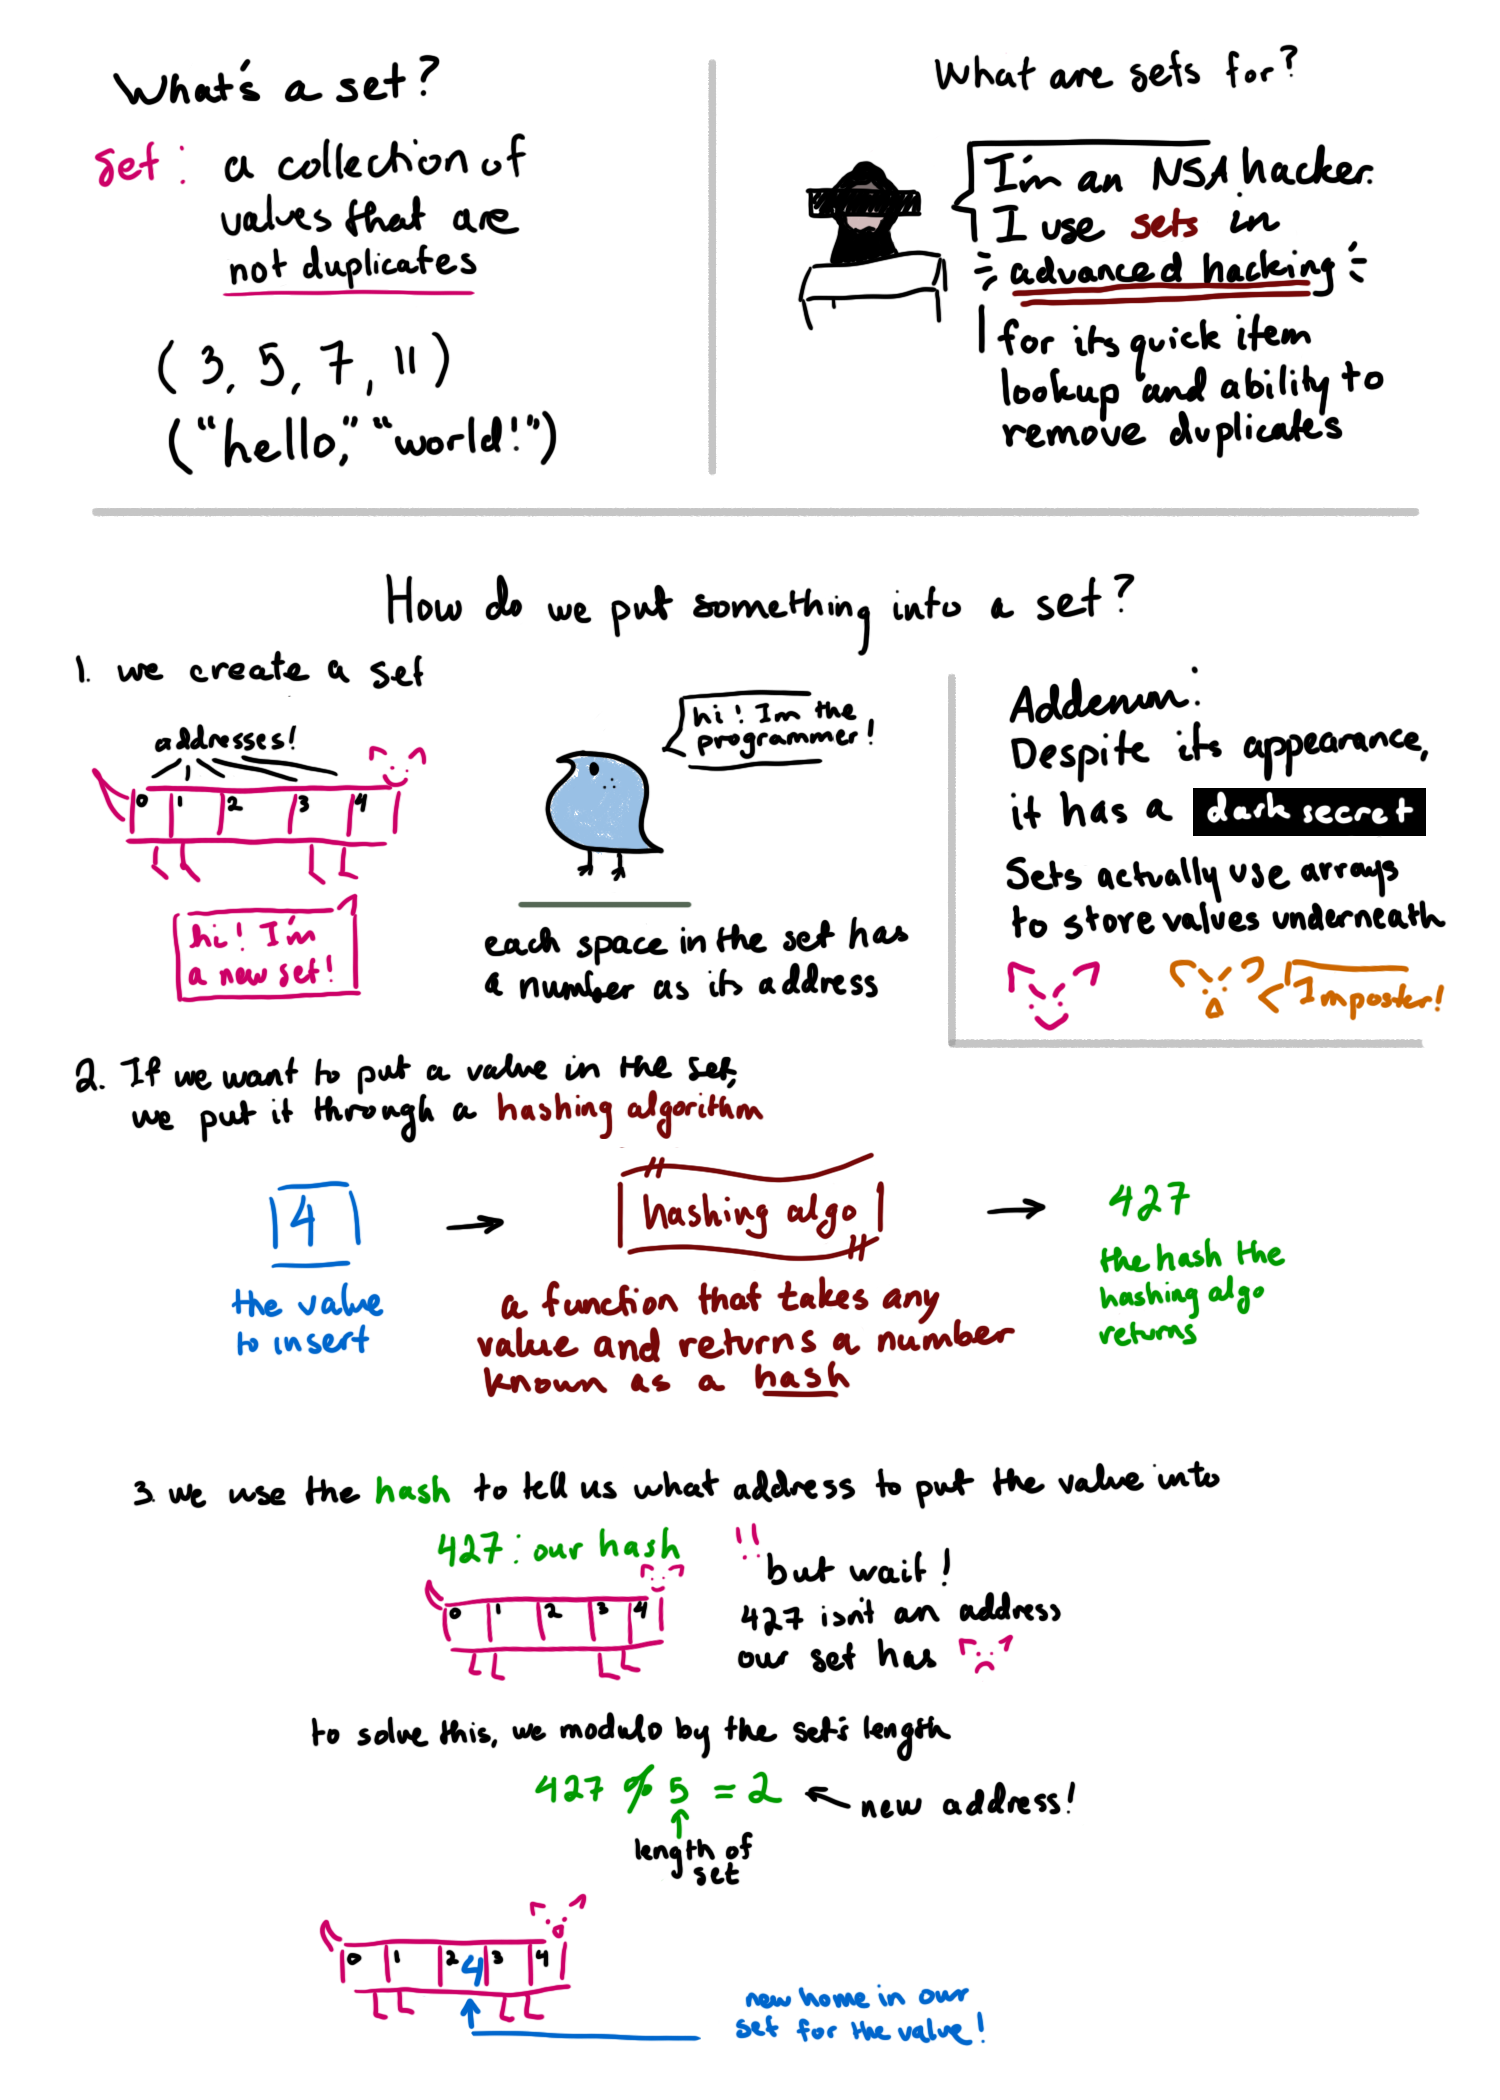 What's a set?
set: a collection of
values that are
not duplicates
(3, 5, 7, 11)
("hello," "world!")
What are sets for?
I'm an NSA hacker.
I use sets in
advanced hacking
for its quick item
lookup and ability to
remove duplicates
How do we put something into a set?
1. we create a set
addresses!
0 1 2 3 4
hi! I'm
a new set!
hi! Im the
programmer!
each space in the set has
a number as its address
Addenum:
Despite its appearance,
it has a dark secret
Sets actually use arrays
to store values underneath
Imposter!
2. If we want to put a value in the set,
we put it through a hashing algorithm
4
the value
to insert
hashing algo
a function that takes any
value and returns a number
known as a hash
427
the hash the
hashing algo
returns
3. we use the hash to tell us what address to put the value into
427: our hash
0 1 2 3 4
!!
but wait!
427 isn't an address
our set has
to solve this, we modulo by the set's length
427 % 5 = 2
new address!
length of
set
0 1 2 4 3 4
new home in our
set for the value!